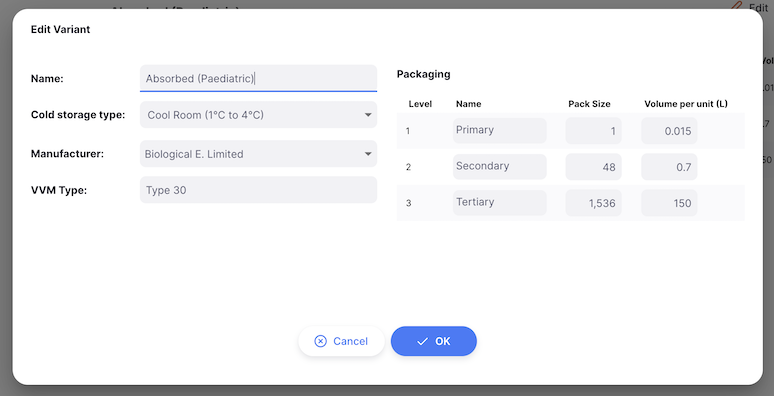 Edit
Edit Variant
Name:
Absorbed (Paediatric)
Cold storage type:
Cool Room (1°C to 4°C)
Manufacturer:
Biological E. Limited
VVM Type:
Type 30
Packaging
Level Name Pack Size Volume per unit (L)
1 Primary 1 0.015
2 Secondary 48 0.7
3 Tertiary 1,536 150
Cancel
OK